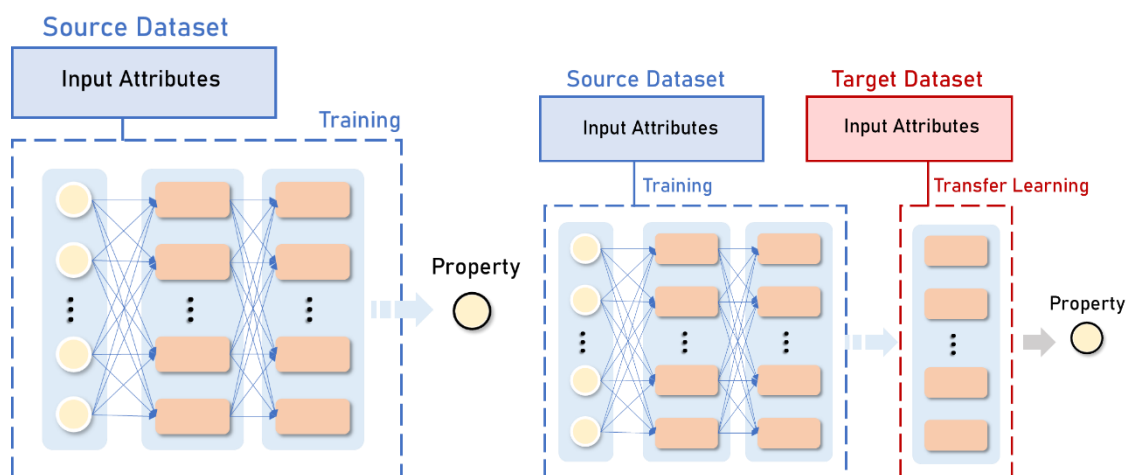 Source Dataset
Input Attributes
Training
Property
Source Dataset
Input Attributes
Training
Target Dataset
Input Attributes
Transfer Learning
Property